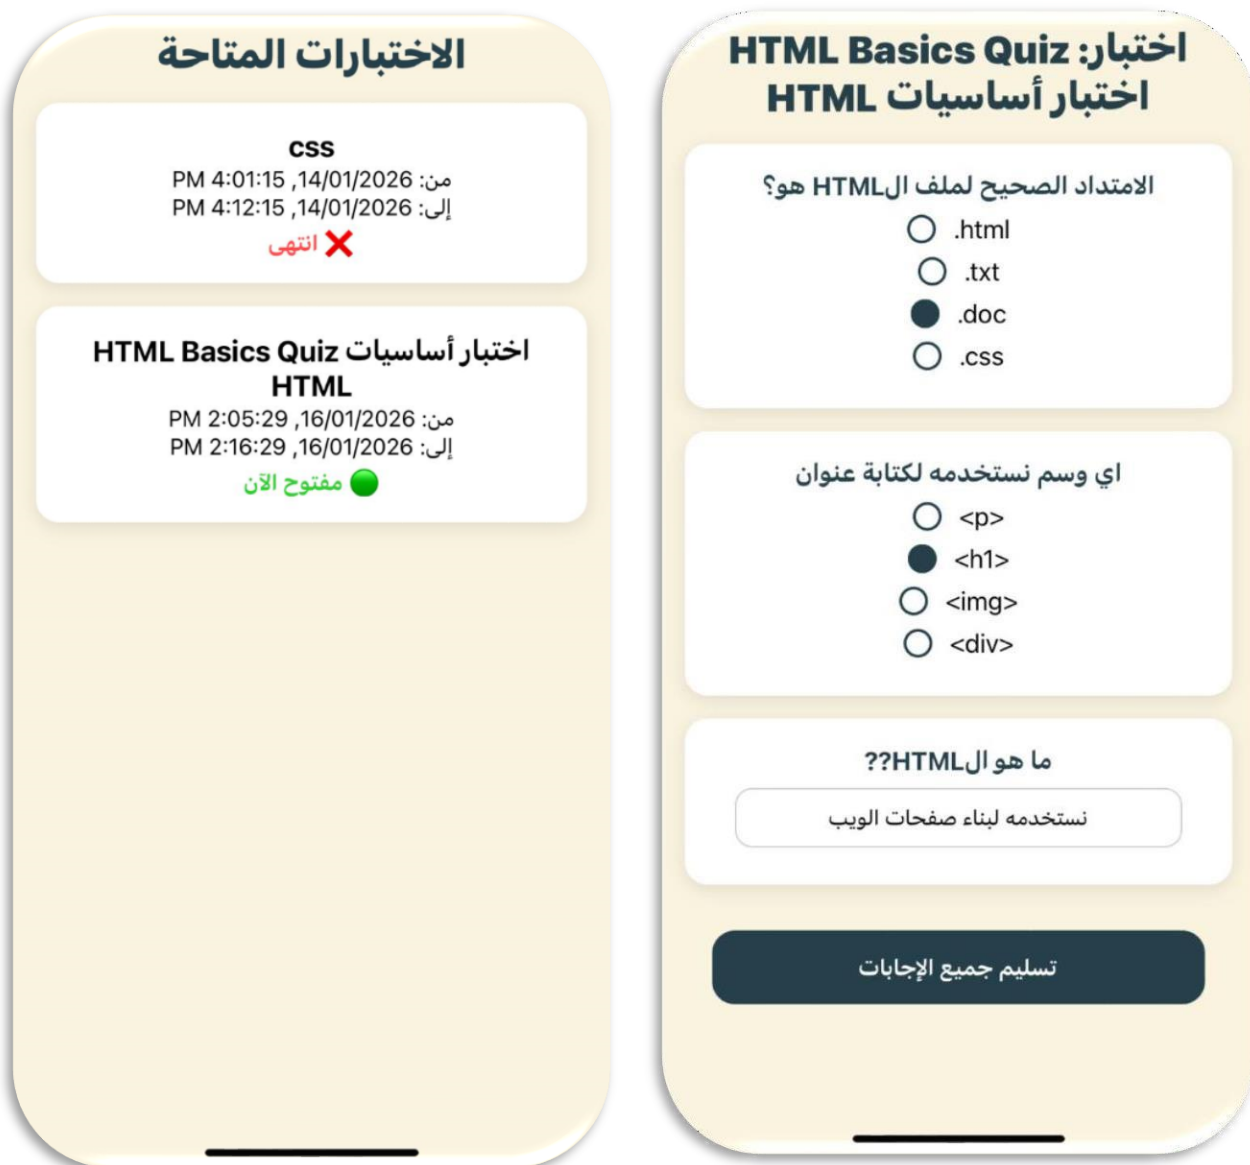 الاختبارات المتاحة
css
من: 14/01/2026, 4:01:15 PM
إلى: 14/01/2026, 4:12:15 PM
❌ انتهى
HTML Basics Quiz اختبار أساسيات
HTML
من: 16/01/2026, 2:05:29 PM
إلى: 16/01/2026, 2:16:29 PM
🟢 مفتوح الآن
اختبار: HTML Basics Quiz
اختبار أساسيات HTML
الامتداد الصحيح لملف الHTML هو؟
.html
.txt
.doc
.css
اي وسم نستخدمه لكتابة عنوان
<p>
<h1>
<img>
<div>
ما هو الHTML??
نستخدمه لبناء صفحات الويب
تسليم جميع الإجابات